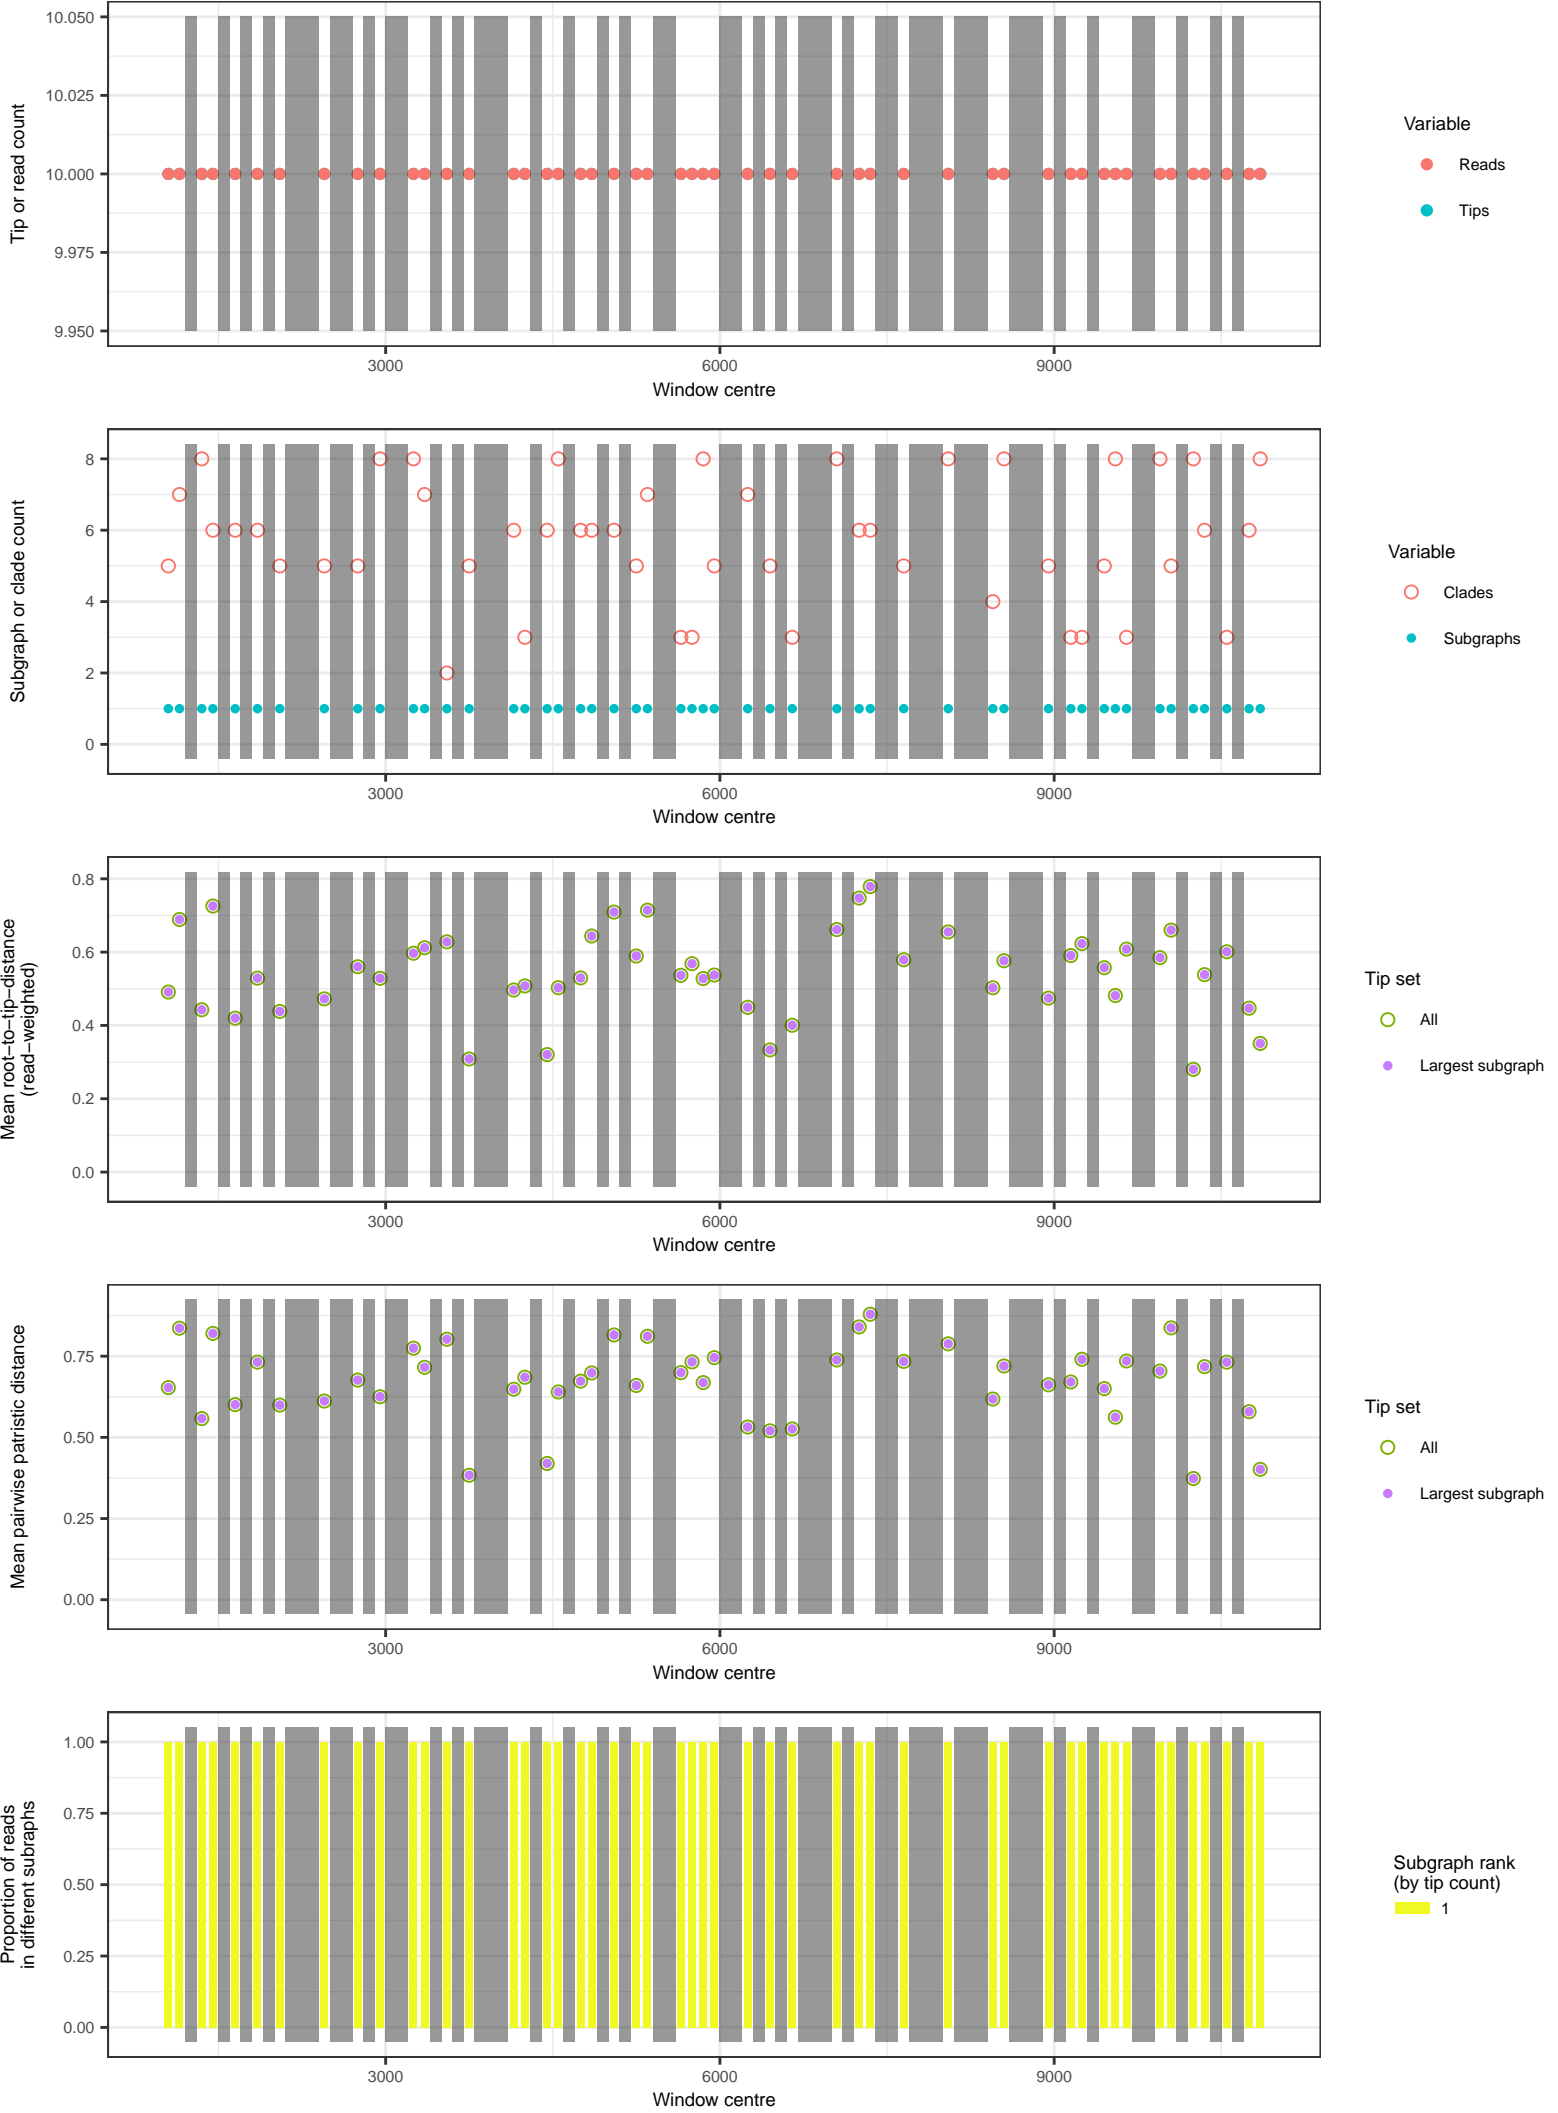 10.050
10.025
10.000
9.975
9.950
Tip or read count
3000 6000 9000
Window centre
Variable
Reads
Tips
8
6
4
2
0
Subgraph or clade count
3000 6000 9000
Window centre
Variable
Clades
Subgraphs
0.8
0.6
0.4
0.2
0.0
Mean root−to−tip−distance
(read−weighted)
3000 6000 9000
Window centre
Tip set
All
Largest subgraph
0.75
0.50
0.25
0.00
Mean pairwise patristic distance
3000 6000 9000
Window centre
Tip set
All
Largest subgraph
1.00
0.75
0.50
0.25
0.00
Proportion of reads
in different subraphs
3000 6000 9000
Window centre
Subgraph rank
(by tip count)
1